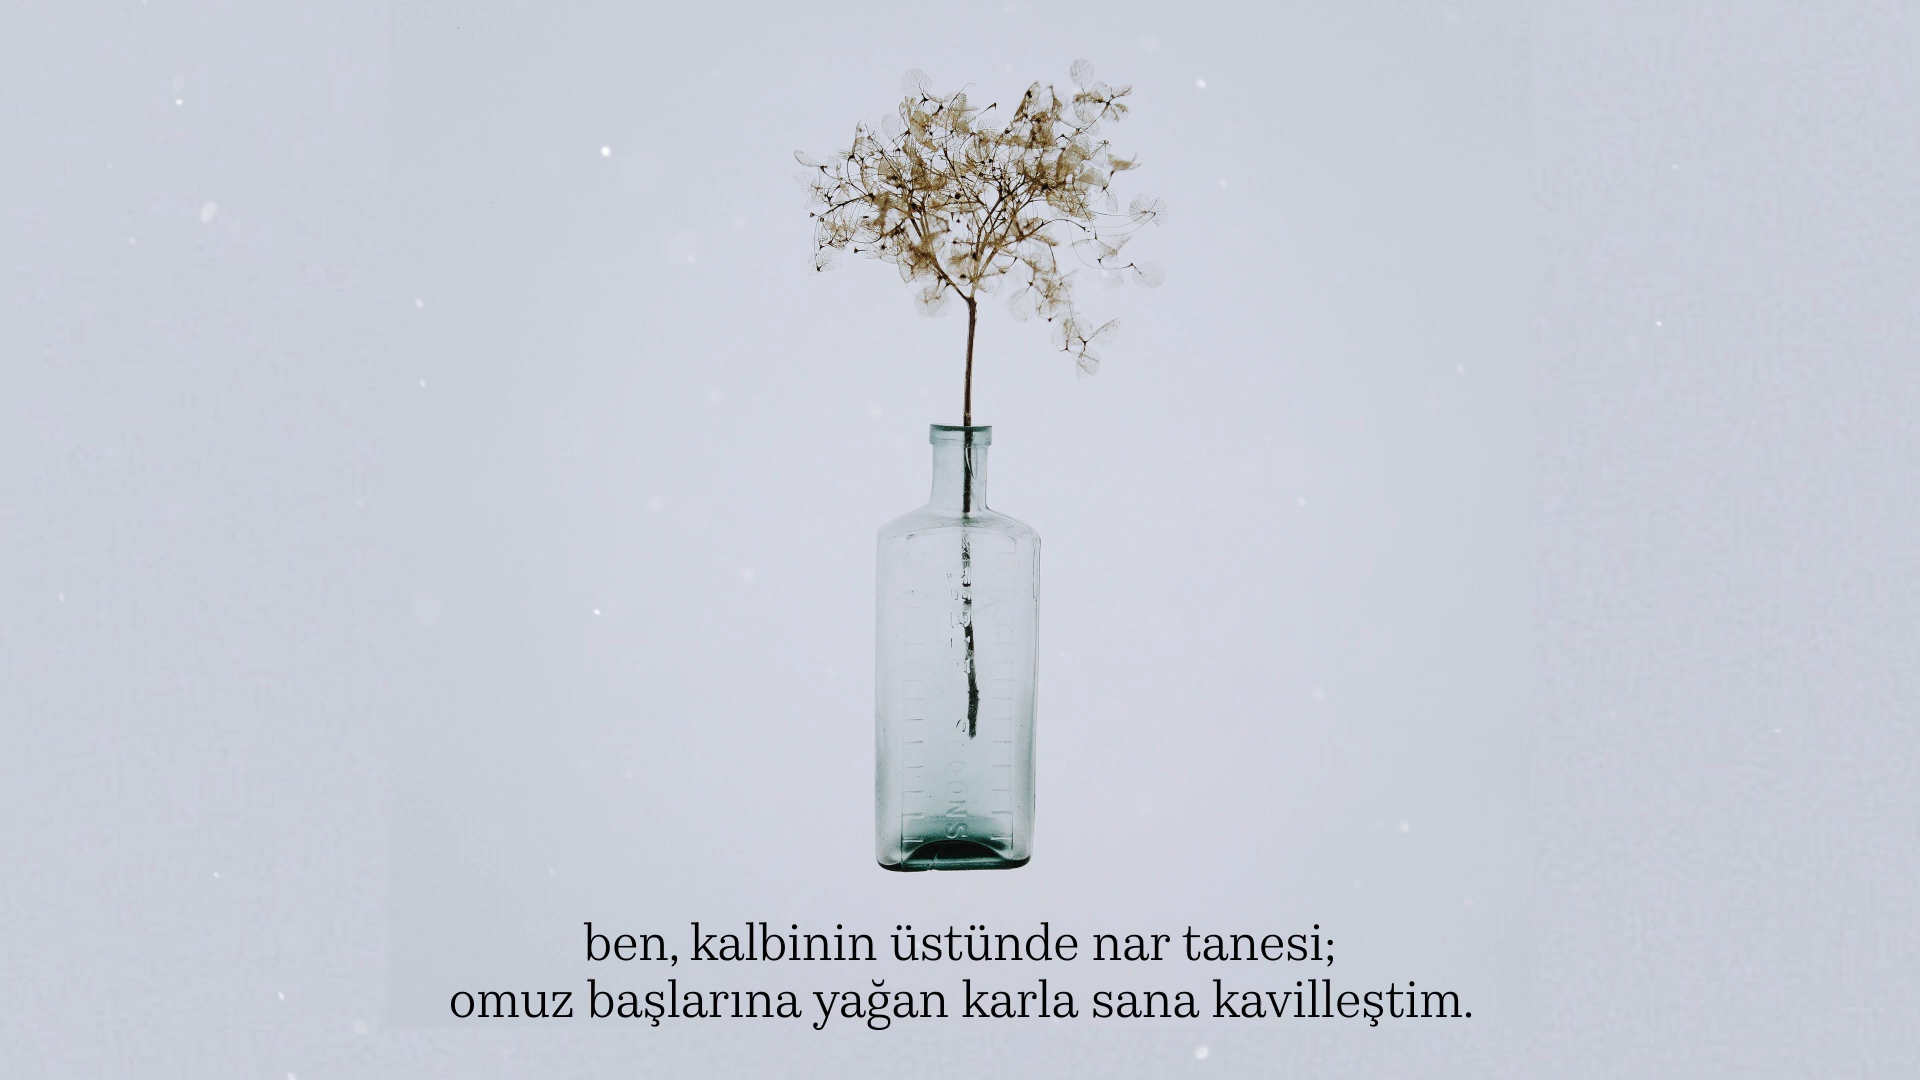 ben, kalbinin üstünde nar tanesi;
omuz başlarına yağan karla sana kavilleştim.